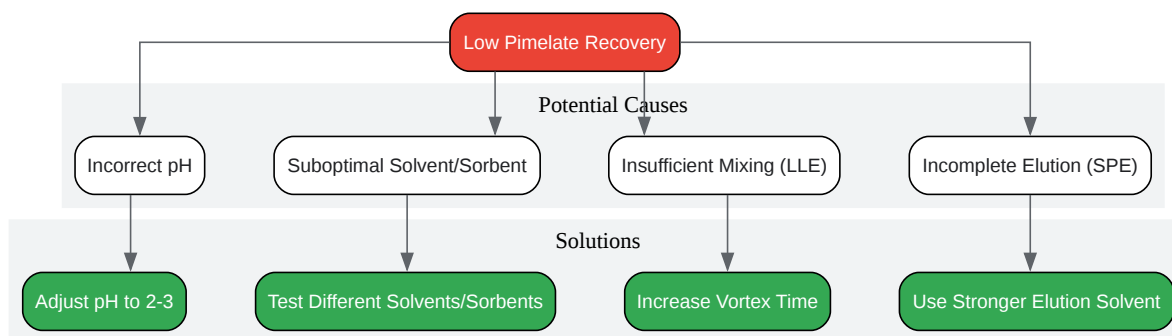 Low Pimelate Recovery
Potential Causes
Incorrect pH
Suboptimal Solvent/Sorbent
Insufficient Mixing (LLE)
Incomplete Elution (SPE)
Solutions
Adjust pH to 2-3
Test Different Solvents/Sorbents
Increase Vortex Time
Use Stronger Elution Solvent